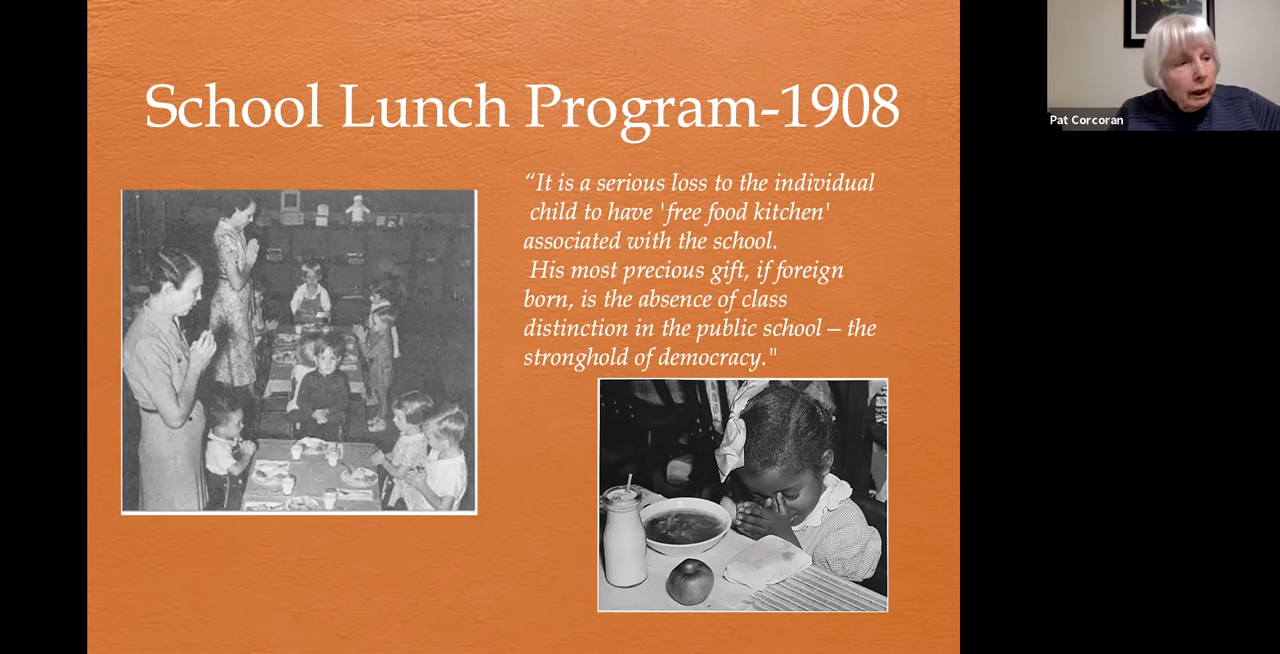 School Lunch Program-1908
“It is a serious loss to the individual
child to have 'free food kitchen'
associated with the school.
His most precious gift, if foreign
born, is the absence of class
distinction in the public school – the
stronghold of democracy."
Pat Corcoran